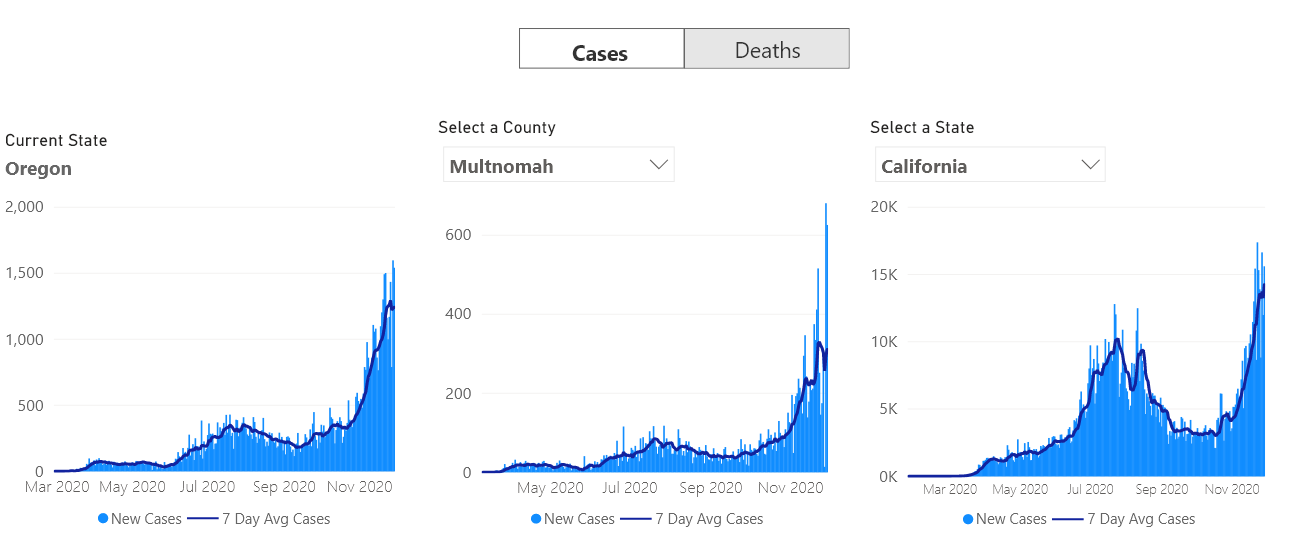 Cases Deaths
Current State
Oregon
2,000
1,500
1,000
500
0
Mar 2020 May 2020 Jul 2020 Sep 2020 Nov 2020
New Cases 7 Day Avg Cases
Select a County
Multnomah
600
400
200
0
May 2020 Jul 2020 Sep 2020 Nov 2020
New Cases 7 Day Avg Cases
Select a State
California
20K
15K
10K
5K
0K
Mar 2020 May 2020 Jul 2020 Sep 2020 Nov 2020
New Cases 7 Day Avg Cases